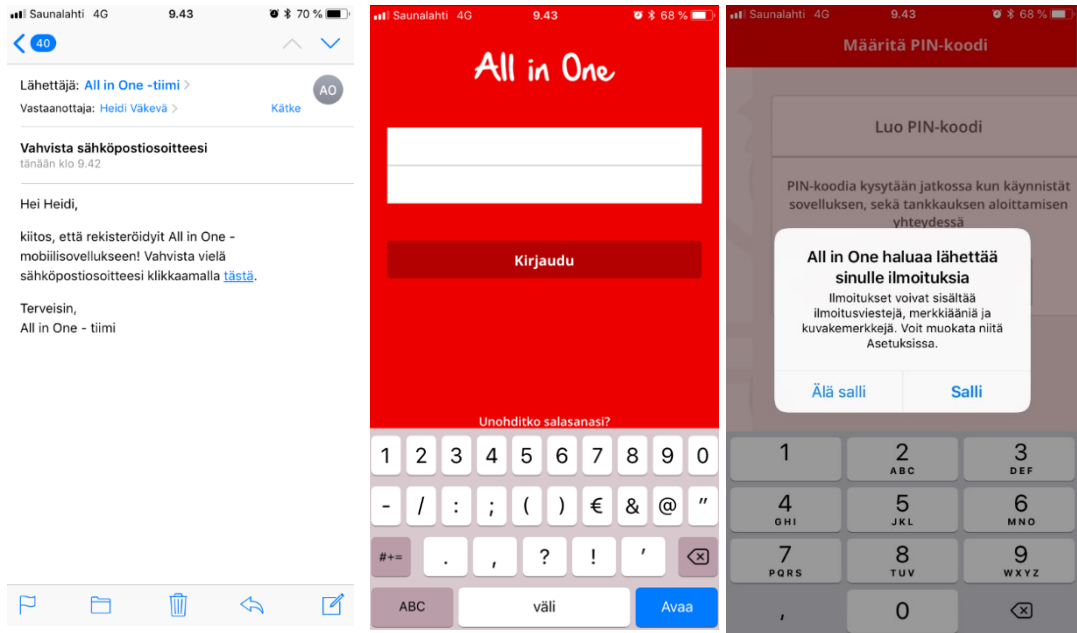 Saunalahti 4G 9.43 70 %
40
Lähettäjä: All in One -tiimi
AO
Vastaanottaja: Heidi Väkevä Kätke
Vahvista sähköpostiosoitteesi
tänään klo 9.42
Hei Heidi,
kiitos, että rekisteröidyit All in One -
mobiilisovellukseen! Vahvista vielä
sähköpostiosoitteesi klikkaamalla tästä.
Terveisin,
All in One - tiimi
Saunalahti 4G 9.43 68 %
All in One
Kirjaudu
Unohditko salasanasi?
1 2 3 4 5 6 7 8 9 0
- / : ; ( ) € & @ "
#+= . , ? ! '
ABC väli Avaa
Saunalahti 4G 9.43 68 %
Määritä PIN-koodi
Luo PIN-koodi
PIN-koodia kysytään jatkossa kun käynnistät
sovelluksen, sekä tankkauksen aloittamisen
yhteydessä
All in One haluaa lähettää
sinulle ilmoituksia
Ilmoitukset voivat sisältää
ilmoitusviestejä, merkkiääniä ja
kuvakemerkkejä. Voit muokata niitä
Asetuksissa.
Älä salli Salli
1 2 3
ABC DEF
4 5 6
GHI JKL MNO
7 8 9
PQRS TUV WXYZ
, 0